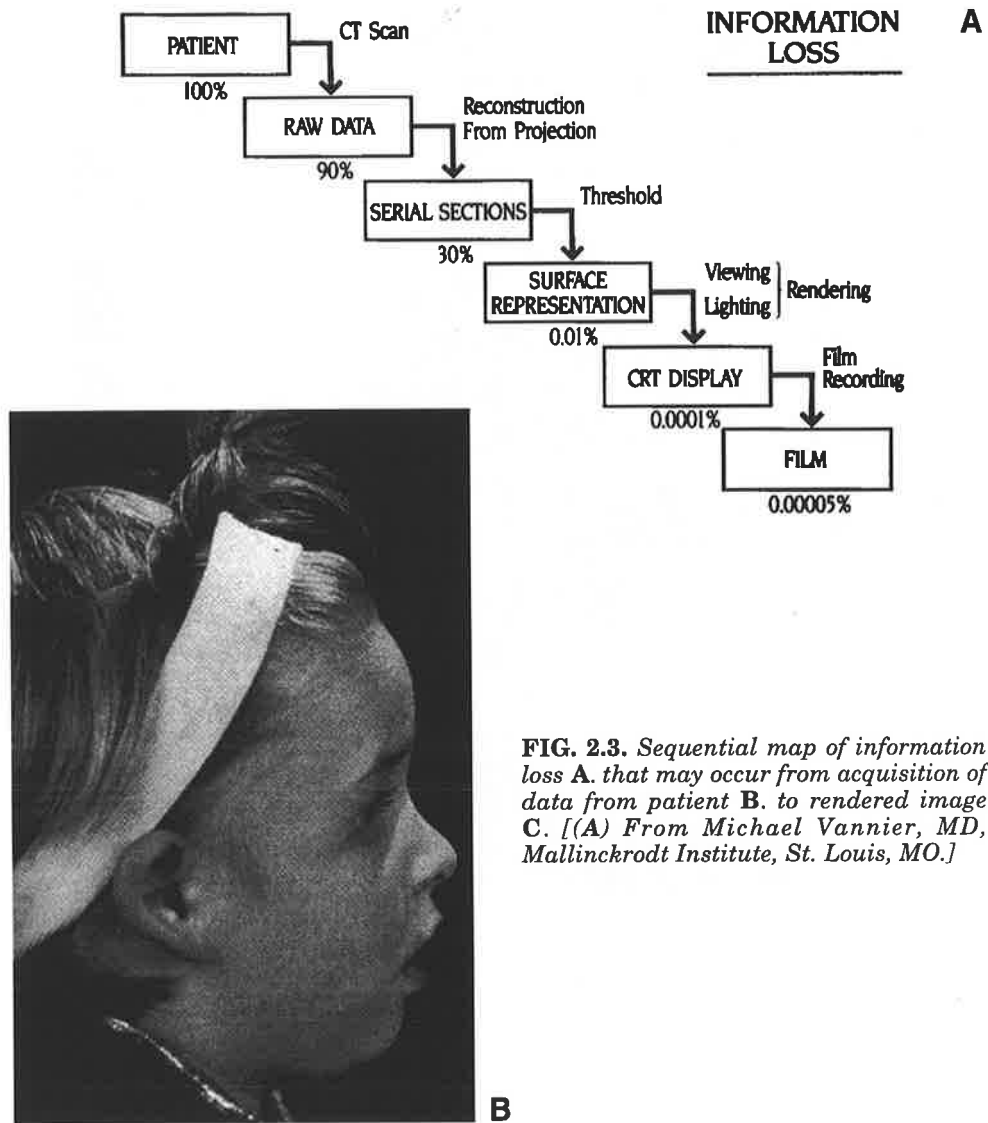 INFORMATION
LOSS
A
PATIENT
100%
CT Scan
RAW DATA
90%
Reconstruction
From Projection
SERIAL SECTIONS
30%
Threshold
SURFACE
REPRESENTATION
0.01%
Viewing
Lighting
Rendering
CRT DISPLAY
0.0001%
Film
Recording
FILM
0.00005%
FIG. 2.3. Sequential map of information
loss A. that may occur from acquisition of
data from patient B. to rendered image
C. [(A) From Michael Vannier, MD,
Mallinckrodt Institute, St. Louis, MO.]
B